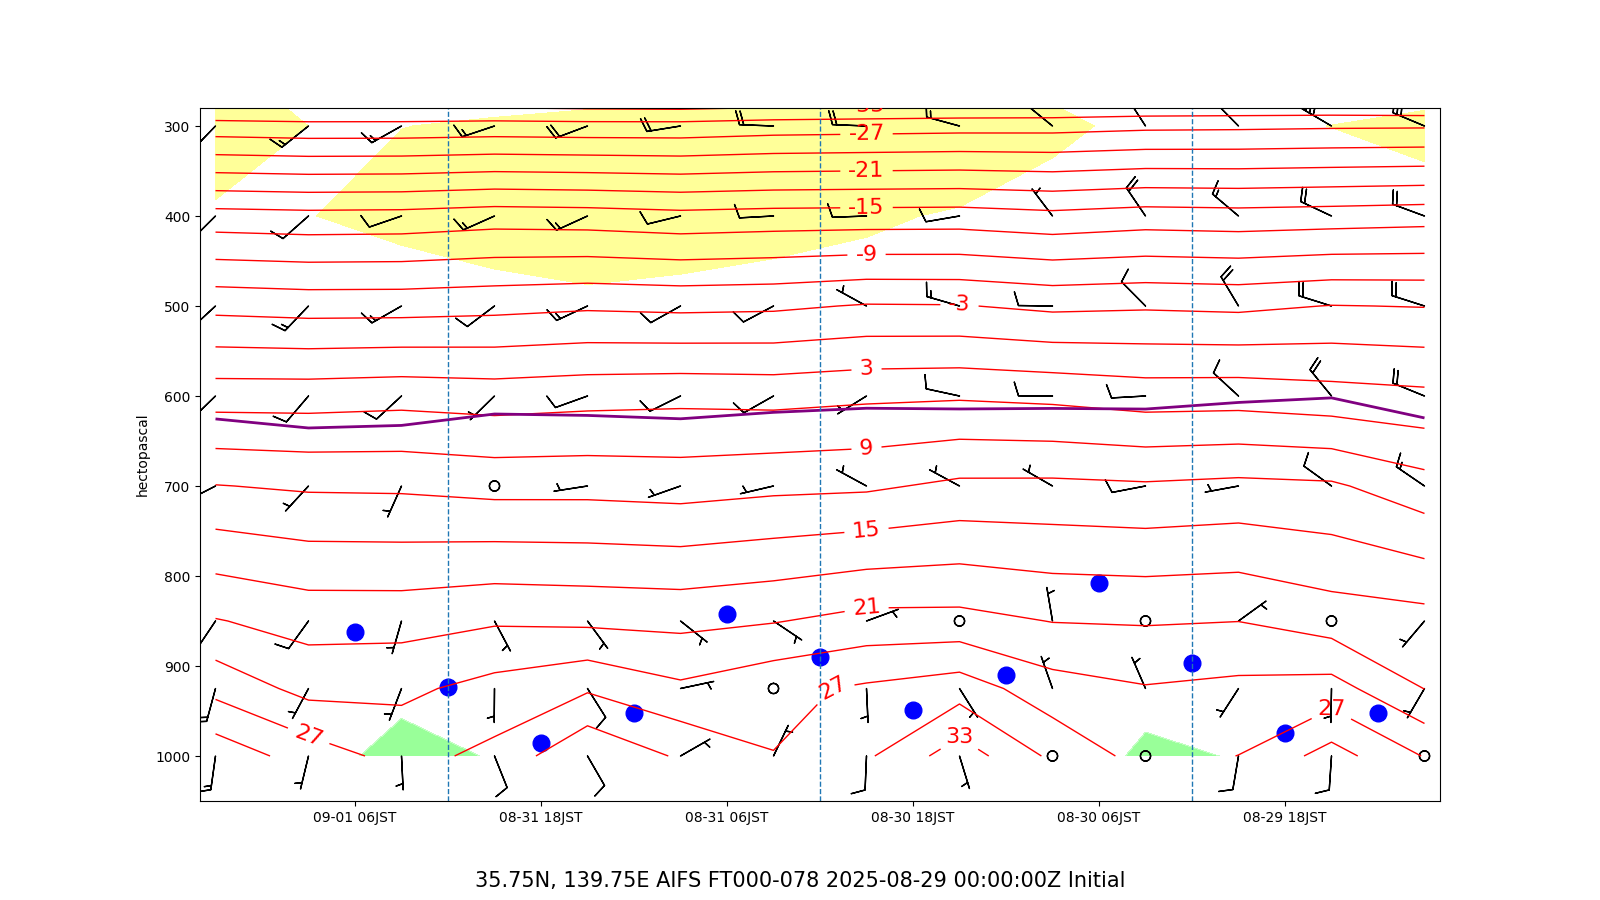 300
400
500
600
700
800
900
1000
hectopascal
-27
-21
-15
-9
-3
3
9
15
21
27
27
27
33
09-01 06JST
08-31 18JST
08-31 06JST
08-30 18JST
08-30 06JST
08-29 18JST
35.75N, 139.75E AIFS FT000-078 2025-08-29 00:00:00Z Initial